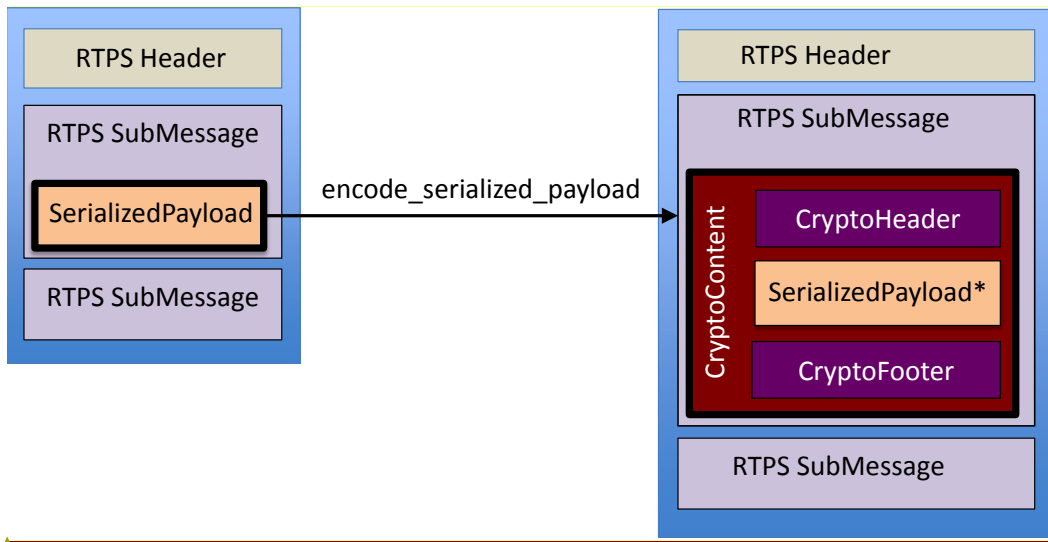 RTPS Header
RTPS SubMessage
SerializedPayload
RTPS SubMessage
encode_serialized_payload
RTPS Header
RTPS SubMessage
CryptoContent
CryptoHeader
SerializedPayload*
CryptoFooter
RTPS SubMessage